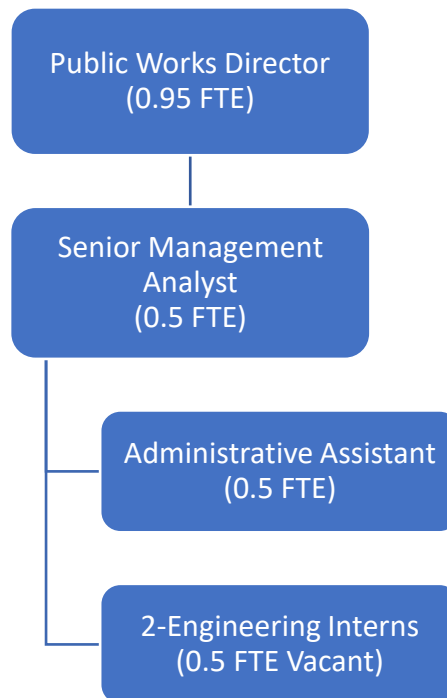 Public Works Director
(0.95 FTE)
Senior Management
Analyst
(0.5 FTE)
Administrative Assistant
(0.5 FTE)
2-Engineering Interns
(0.5 FTE Vacant)